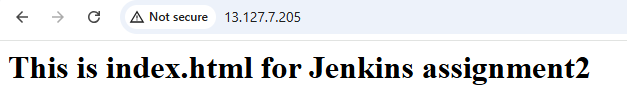 Not secure 13.127.7.205
This is index.html for Jenkins assignment2